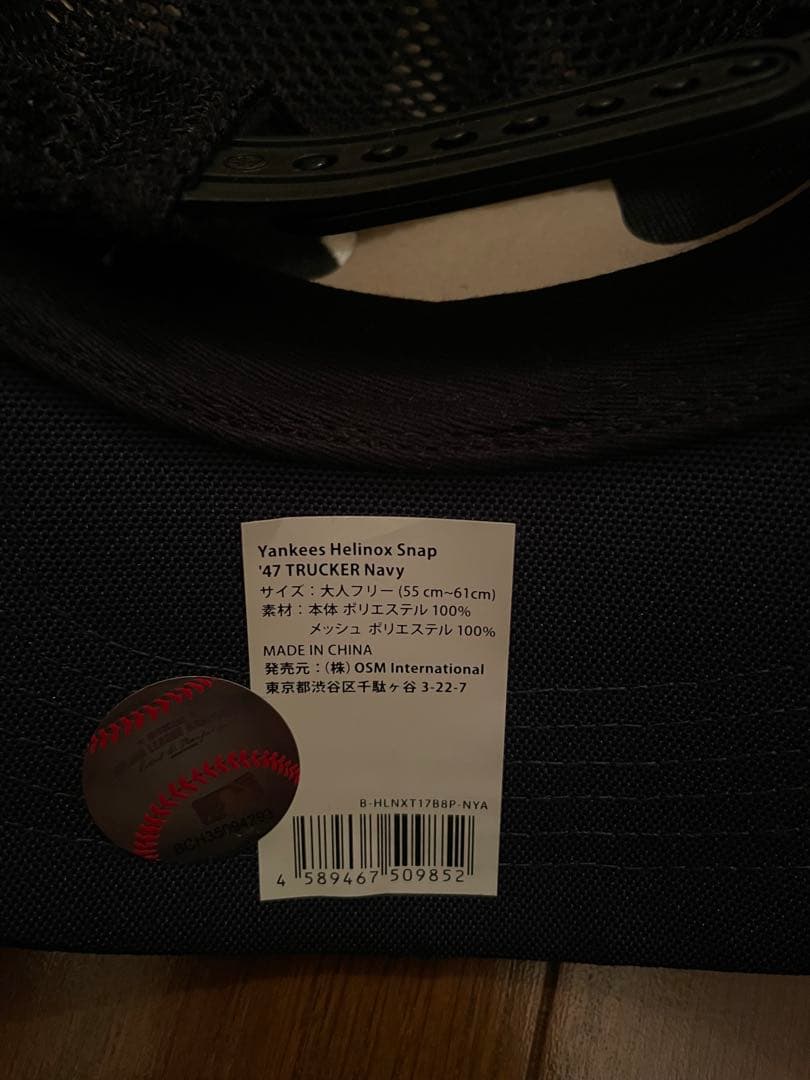 Yankees Helinox Snap
'47 TRUCKER Navy
サイズ：大人フリー (55 cm~61cm)
素材：本体 ポリエステル 100%
メッシュ ポリエステル 100%
MADE IN CHINA
発売元：(株) OSM International
東京都渋谷区千駄ヶ谷 3-22-7
B-HLNXT17B8P-NYA
4 589467 509852